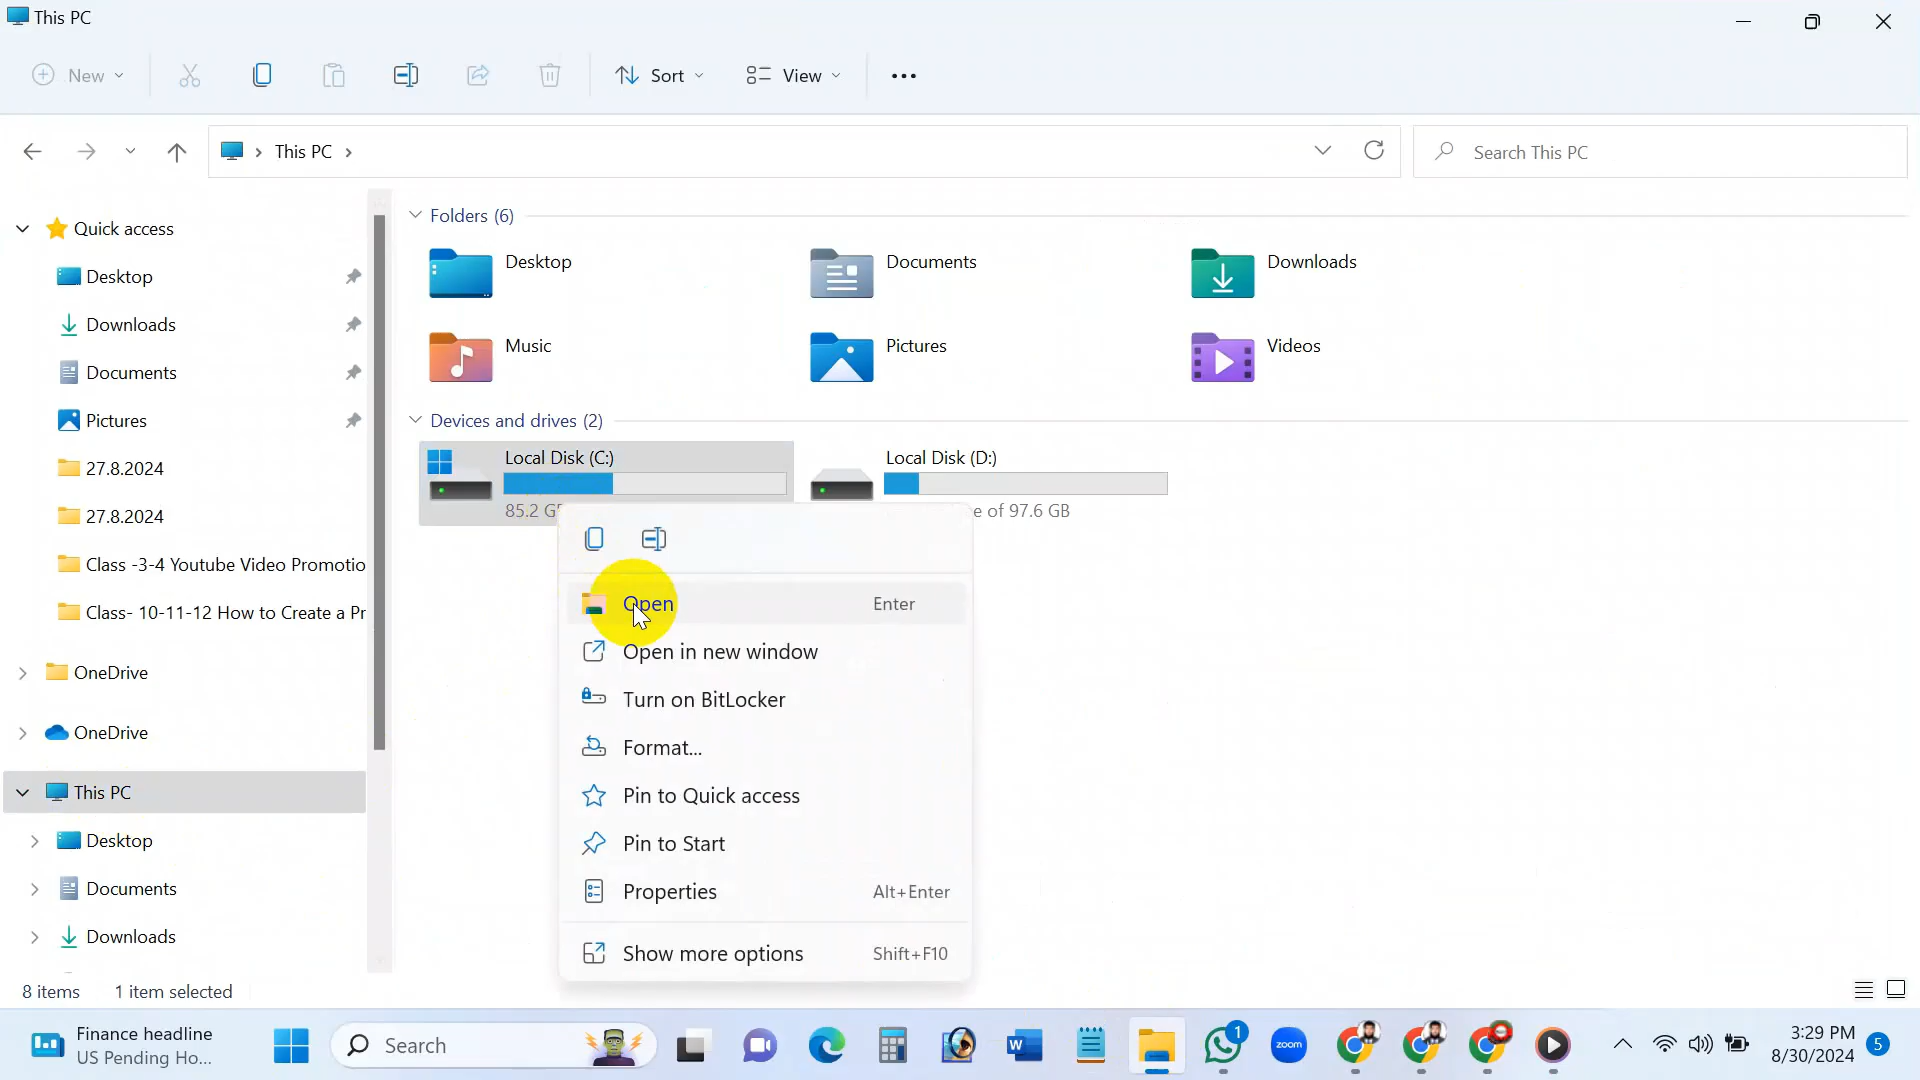 This PC
New
Sort
View
This PC
Search This PC
Quick access
Desktop
Downloads
Documents
Pictures
27.8.2024
27.8.2024
Class -3-4 Youtube Video Promotio
Class- 10-11-12 How to Create a Pr
OneDrive
OneDrive
This PC
Desktop
Documents
Downloads
Folders (6)
Desktop
Documents
Downloads
Music
Pictures
Videos
Devices and drives (2)
Local Disk (C:)
85.2 G
Local Disk (D:)
e of 97.6 GB
Open Enter
Open in new window
Turn on BitLocker
Format...
Pin to Quick access
Pin to Start
Properties Alt+Enter
Show more options Shift+F10
8 items 1 item selected
Finance headline
US Pending Ho...
Search
W
1
zoom
3:29 PM
8/30/2024
5